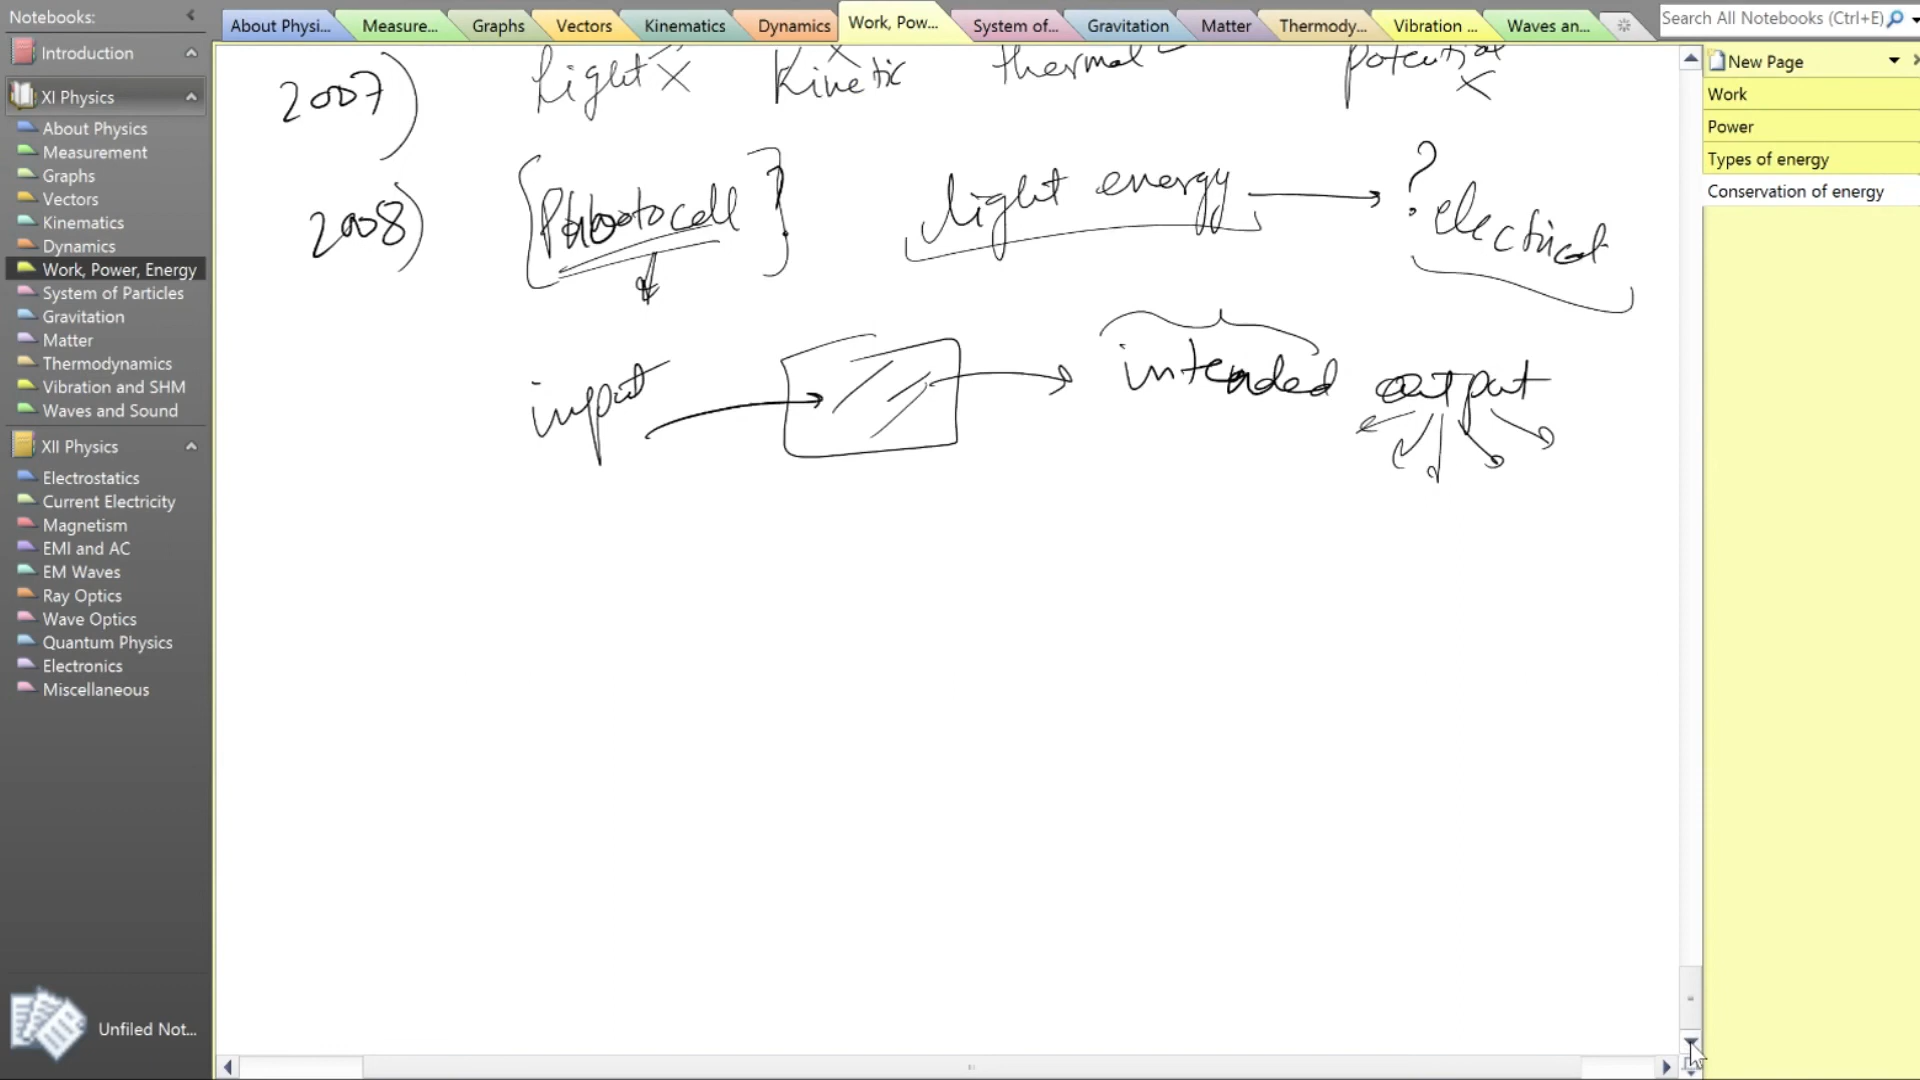 Notebooks:
Introduction
XI Physics
About Physics
Measurement
Graphs
Vectors
Kinematics
Dynamics
Work, Power, Energy
System of Particles
Gravitation
Matter
Thermodynamics
Vibration and SHM
Waves and Sound
XII Physics
Electrostatics
Current Electricity
Magnetism
EMI and AC
EM Waves
Ray Optics
Wave Optics
Quantum Physics
Electronics
Miscellaneous
Unfiled Not...
About Physi... Measure... Graphs Vectors Kinematics Dynamics Work, Pow... System of... Gravitation Matter Thermody... Vibration ... Waves an...
Search All Notebooks (Ctrl+E)
2007) light X Kinetic X thermal potential X
2008) [Photocell] light energy → ? electrical
input intended output
New Page
Work
Power
Types of energy
Conservation of energy